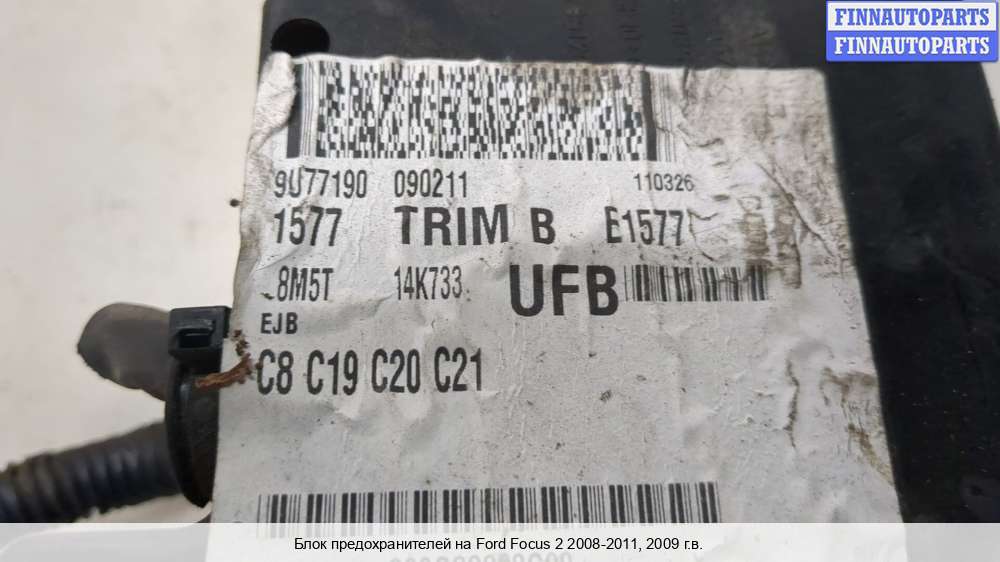 FINNAUTOPARTS
FINNAUTOPARTS
9U77190 090211 110326
1577 TRIM B E1577
8M5T 14K733 UFB
EJB
C8 C19 C20 C21
Блок предохранителей на Ford Focus 2 2008-2011, 2009 г.в.